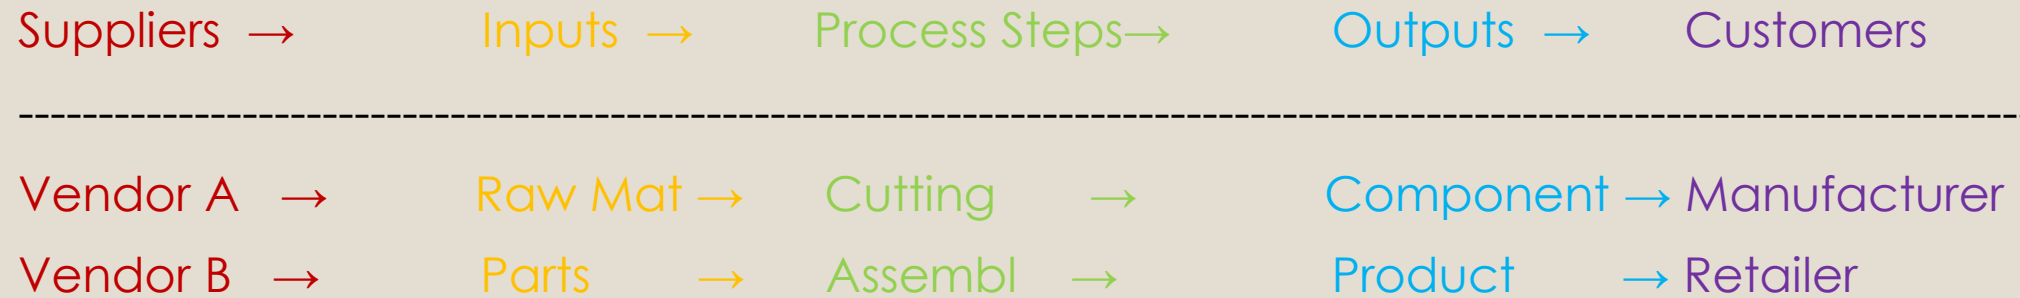 Suppliers → Inputs → Process Steps→ Outputs → Customers
--------------------------------------------------------------------------------------------------------------------------------
Vendor A → Raw Mat → Cutting → Component → Manufacturer
Vendor B → Parts → Assembl → Product → Retailer